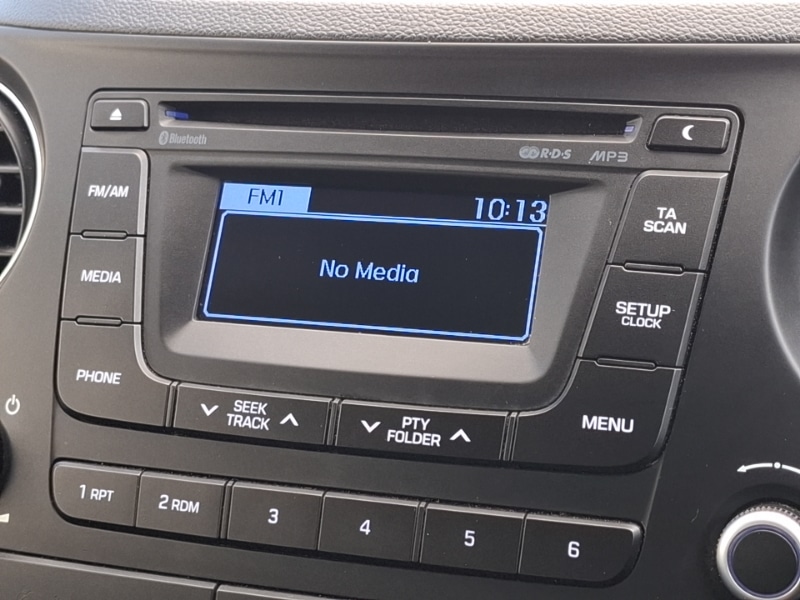 Bluetooth
R·D·S MP3
FM/AM
FM1 10:13
TA
SCAN
No Media
MEDIA
SETUP
CLOCK
PHONE
SEEK
TRACK
PTY
FOLDER
MENU
1 RPT
2 RDM
3
4
5
6